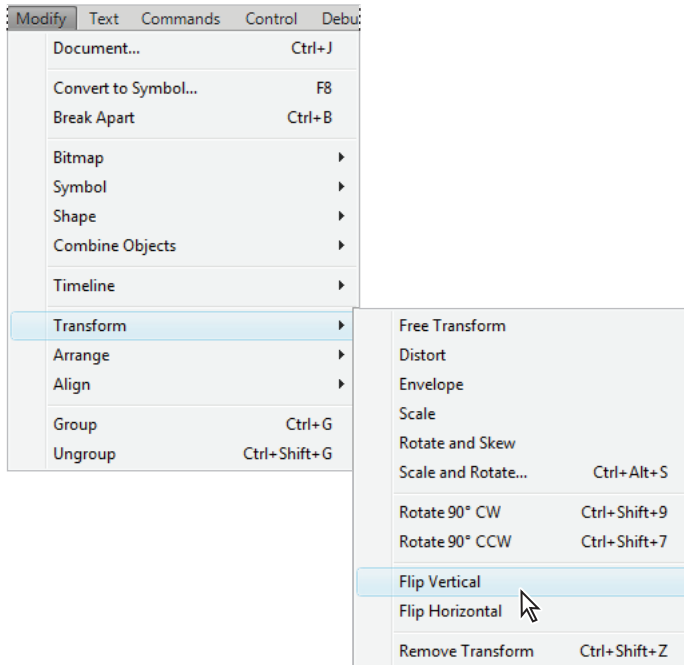 Modify Text Commands Control Debu
Document... Ctrl+J
Convert to Symbol... F8
Break Apart Ctrl+B
Bitmap
Symbol
Shape
Combine Objects
Timeline
Transform
Arrange
Align
Group Ctrl+G
Ungroup Ctrl+Shift+G
Free Transform
Distort
Envelope
Scale
Rotate and Skew
Scale and Rotate... Ctrl+Alt+S
Rotate 90° CW Ctrl+Shift+9
Rotate 90° CCW Ctrl+Shift+7
Flip Vertical
Flip Horizontal
Remove Transform Ctrl+Shift+Z